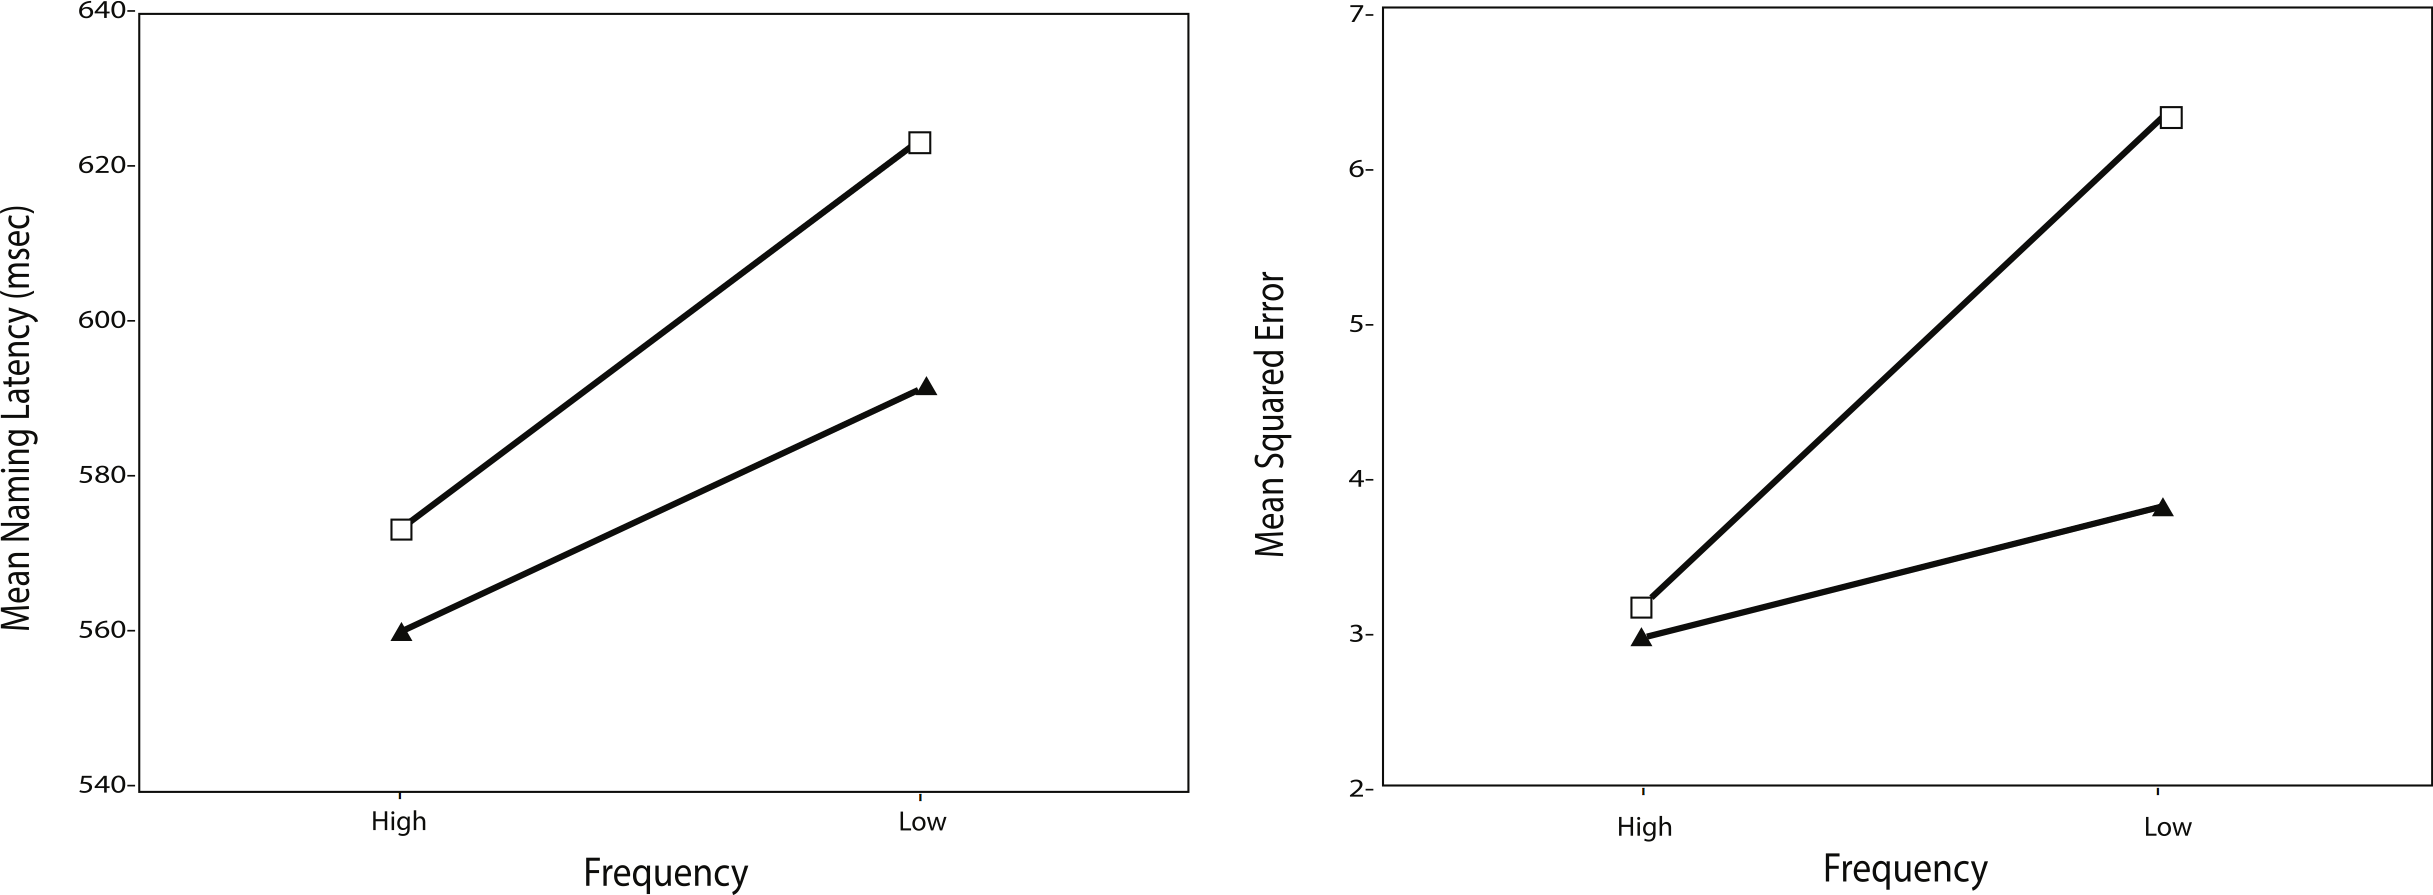 Mean Naming Latency (msec)
640
620
600
580
560
540
High
Low
Frequency
Mean Squared Error
7
6
5
4
3
2
High
Low
Frequency